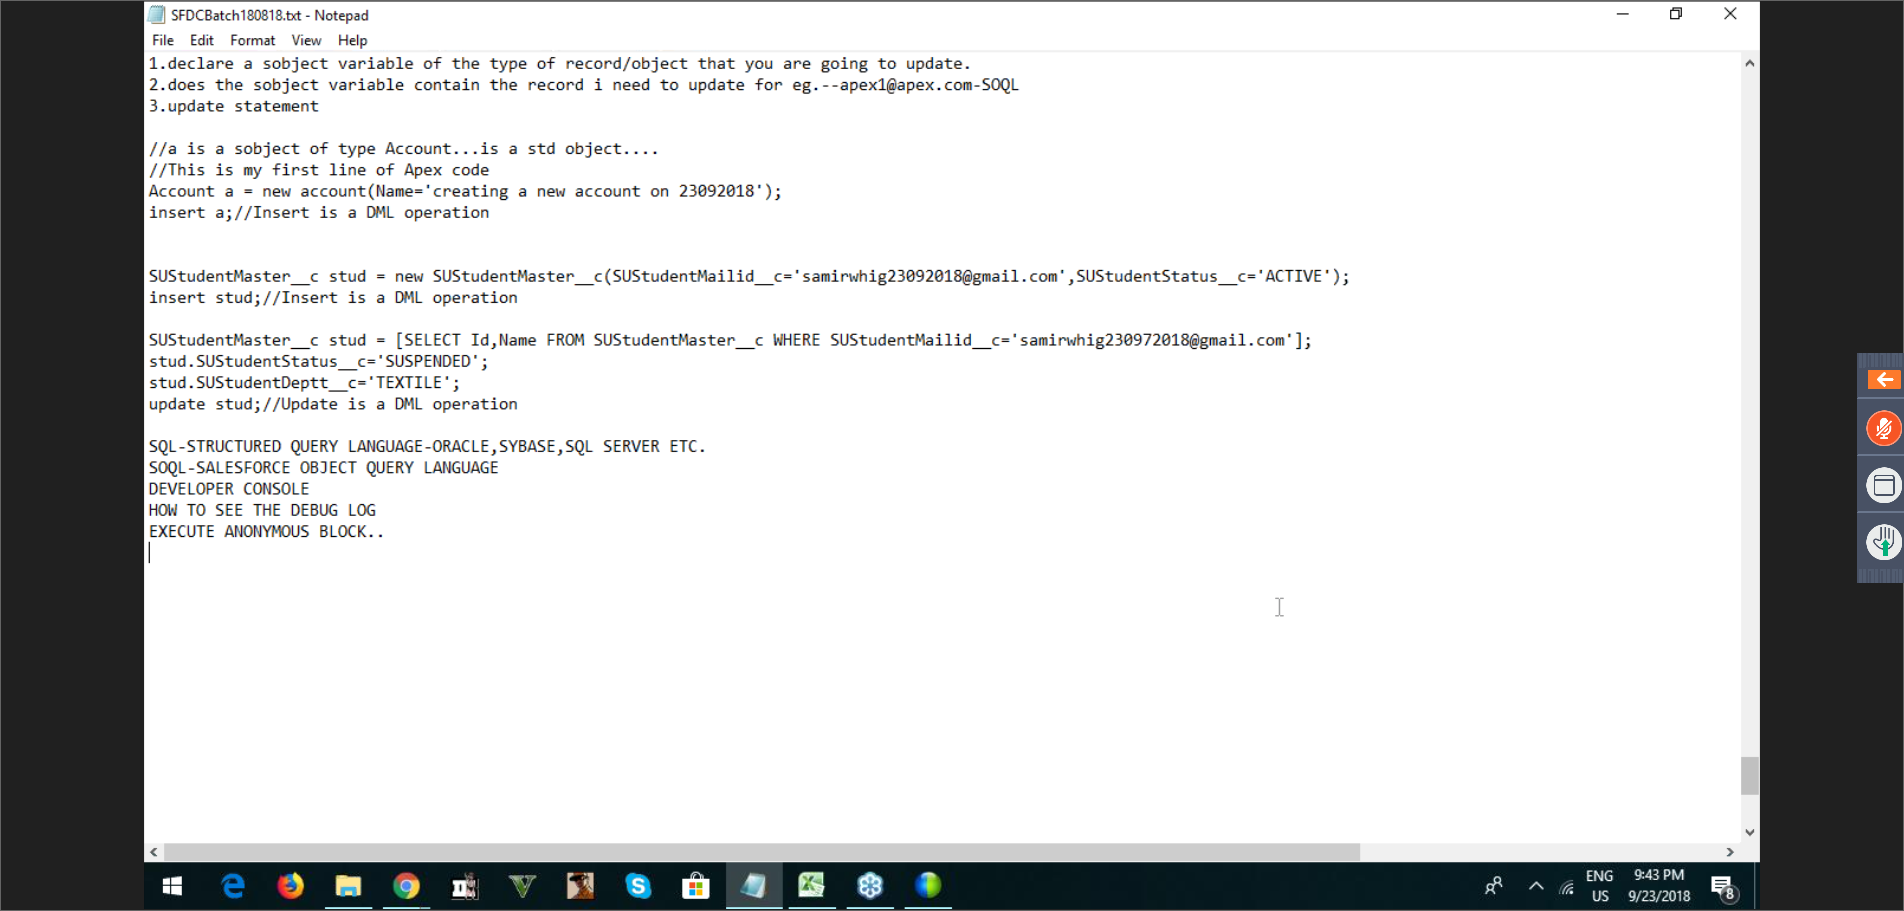 SFDCBatch180818.txt - Notepad
File Edit Format View Help
1.declare a sobject variable of the type of record/object that you are going to update.
2.does the sobject variable contain the record i need to update for eg.--apex1@apex.com-SOQL
3.update statement
//a is a sobject of type Account...is a std object....
//This is my first line of Apex code
Account a = new account(Name='creating a new account on 23092018');
insert a;//Insert is a DML operation
SUStudentMaster__c stud = new SUStudentMaster__c(SUStudentMailid__c='samirwhig23092018@gmail.com',SUStudentStatus__c='ACTIVE');
insert stud;//Insert is a DML operation
SUStudentMaster__c stud = [SELECT Id,Name FROM SUStudentMaster__c WHERE SUStudentMailid__c='samirwhig230972018@gmail.com'];
stud.SUStudentStatus__c='SUSPENDED';
stud.SUStudentDeptt__c='TEXTILE';
update stud;//Update is a DML operation
SQL-STRUCTURED QUERY LANGUAGE-ORACLE,SYBASE,SQL SERVER ETC.
SOQL-SALESFORCE OBJECT QUERY LANGUAGE
DEVELOPER CONSOLE
HOW TO SEE THE DEBUG LOG
EXECUTE ANONYMOUS BLOCK..
ENG 9:43 PM
US 9/23/2018 8